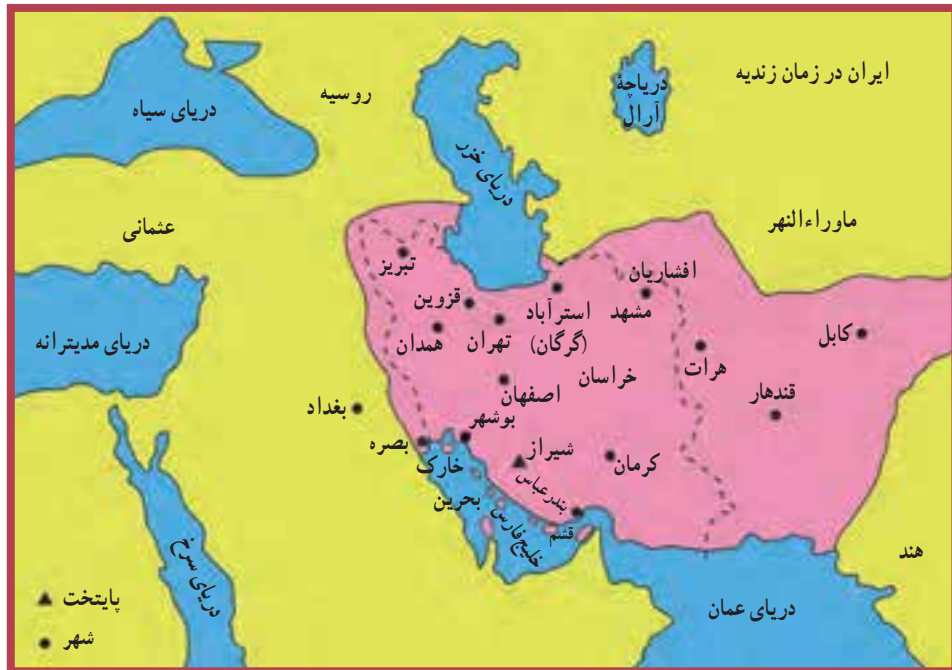 ایران در زمان زندیه
دریاچهٔ
آرال
روسیه
دریای سیاه
دریای خزر
ماوراءالنهر
عثمانی
افشاریان
مشهد
تبریز
قزوین
استرآباد
(گرگان)
تهران
همدان
کابل
هرات
دریای مدیترانه
خراسان
اصفهان
قندهار
بغداد
بوشهر
بصره
شیراز
کرمان
خارک
بندرعباس
بحرین
خلیج‌فارس
قشم
هند
دریای سرخ
دریای عمان
پایتخت
شهر